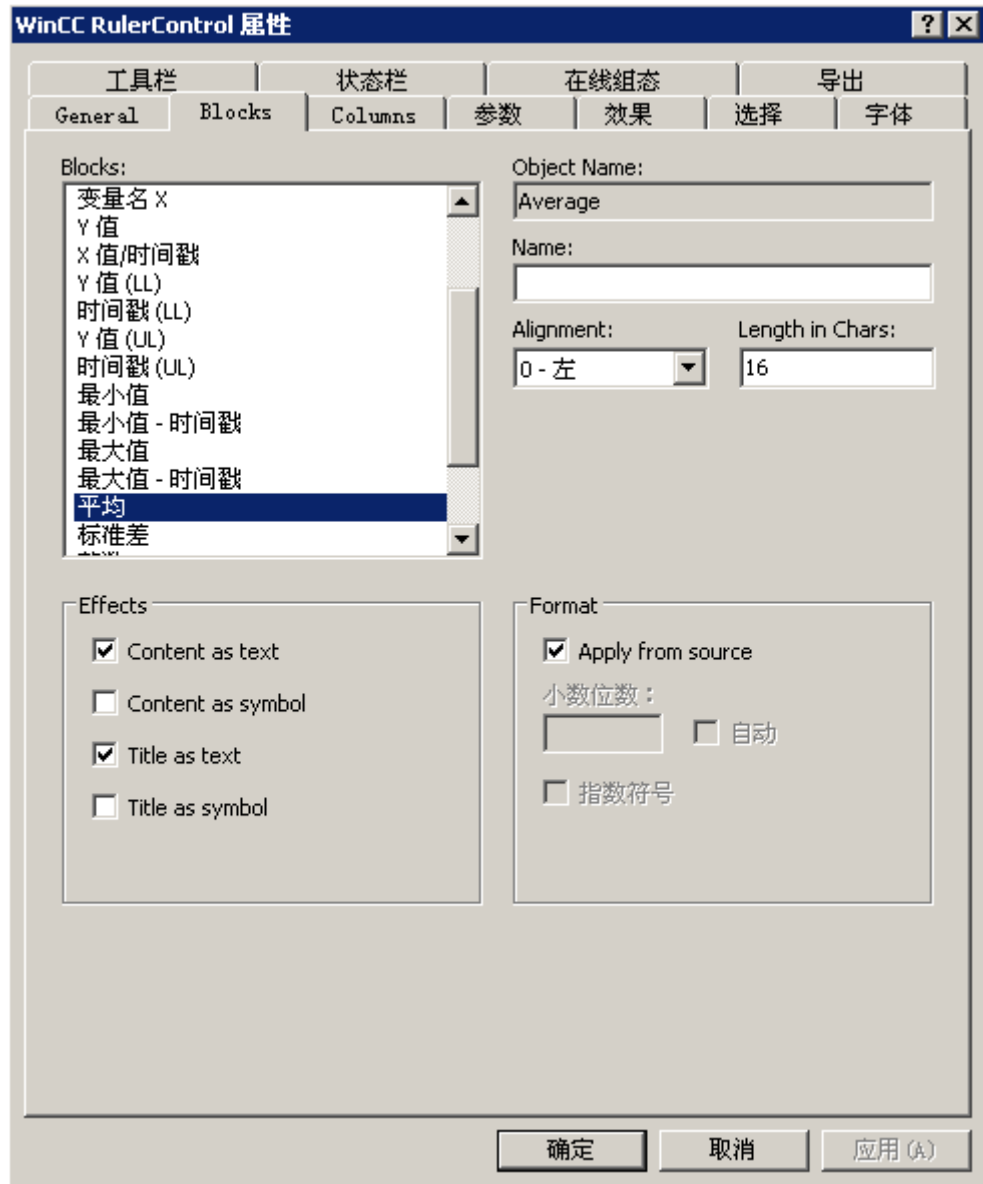 WinCC RulerControl 属性
工具栏 状态栏 在线组态 导出
General Blocks Columns 参数 效果 选择 字体
Blocks:
变量名 X
Y 值
X 值/时间戳
Y 值 (LL)
时间戳 (LL)
Y 值 (UL)
时间戳 (UL)
最小值
最小值 - 时间戳
最大值
最大值 - 时间戳
平均
标准差
Object Name:
Average
Name:
Alignment: Length in Chars:
0 - 左 16
Effects
Content as text
Content as symbol
Title as text
Title as symbol
Format
Apply from source
小数位数：
自动
指数符号
确定 取消 应用(A)